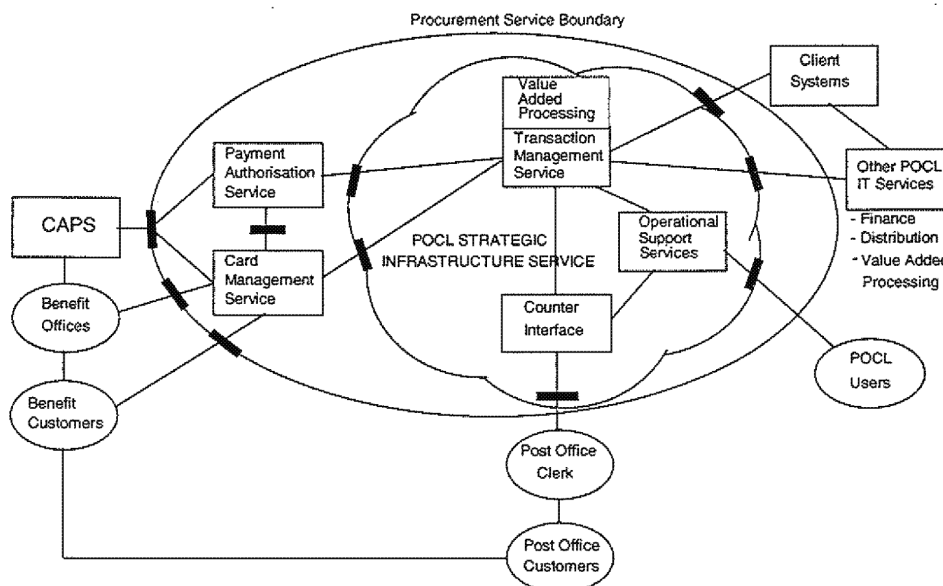 Procurement Service Boundary
Value
Added
Processing
Transaction
Management
Service
Client
Systems
Payment
Authorisation
Service
Other POCL
IT Services
- Finance
- Distribution
- Value Added
Processing
CAPS
Operational
Support
Services
POCL STRATEGIC
INFRASTRUCTURE SERVICE
Card
Management
Service
Benefit
Offices
Counter
Interface
POCL
Users
Benefit
Customers
Post Office
Clerk
Post Office
Customers